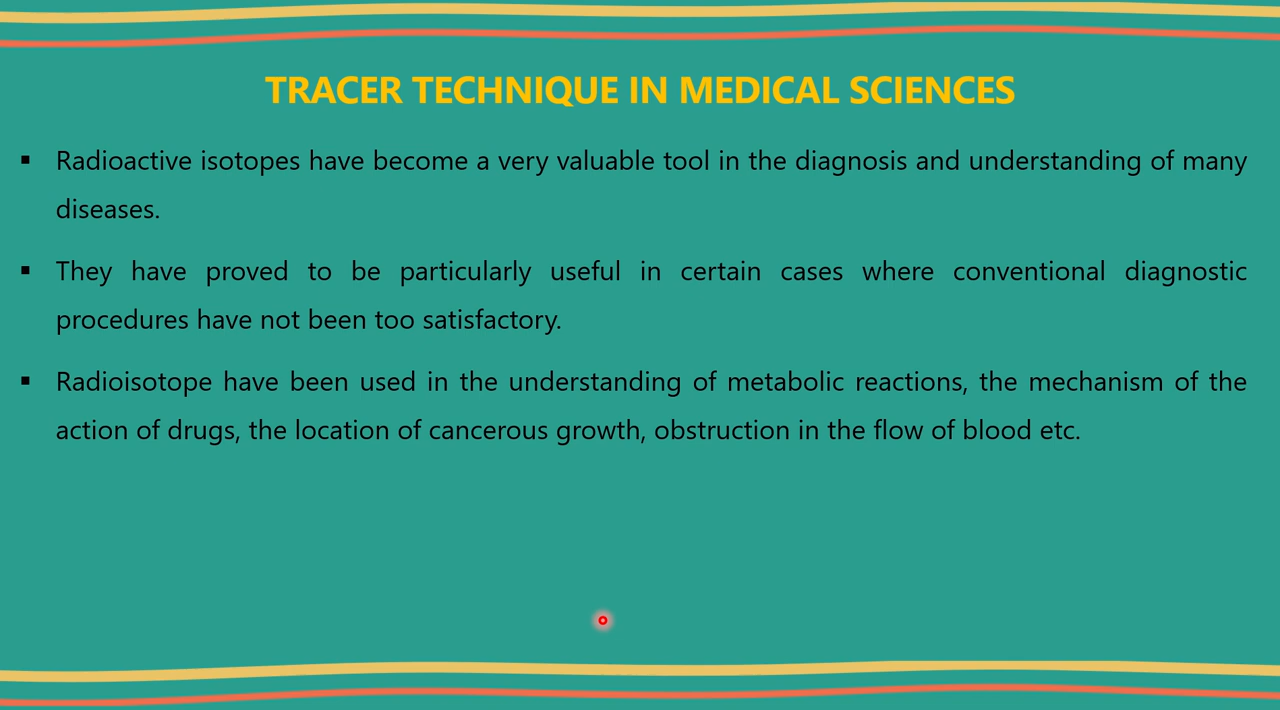 TRACER TECHNIQUE IN MEDICAL SCIENCES
▪ Radioactive isotopes have become a very valuable tool in the diagnosis and understanding of many
diseases.
▪ They have proved to be particularly useful in certain cases where conventional diagnostic
procedures have not been too satisfactory.
▪ Radioisotope have been used in the understanding of metabolic reactions, the mechanism of the
action of drugs, the location of cancerous growth, obstruction in the flow of blood etc.